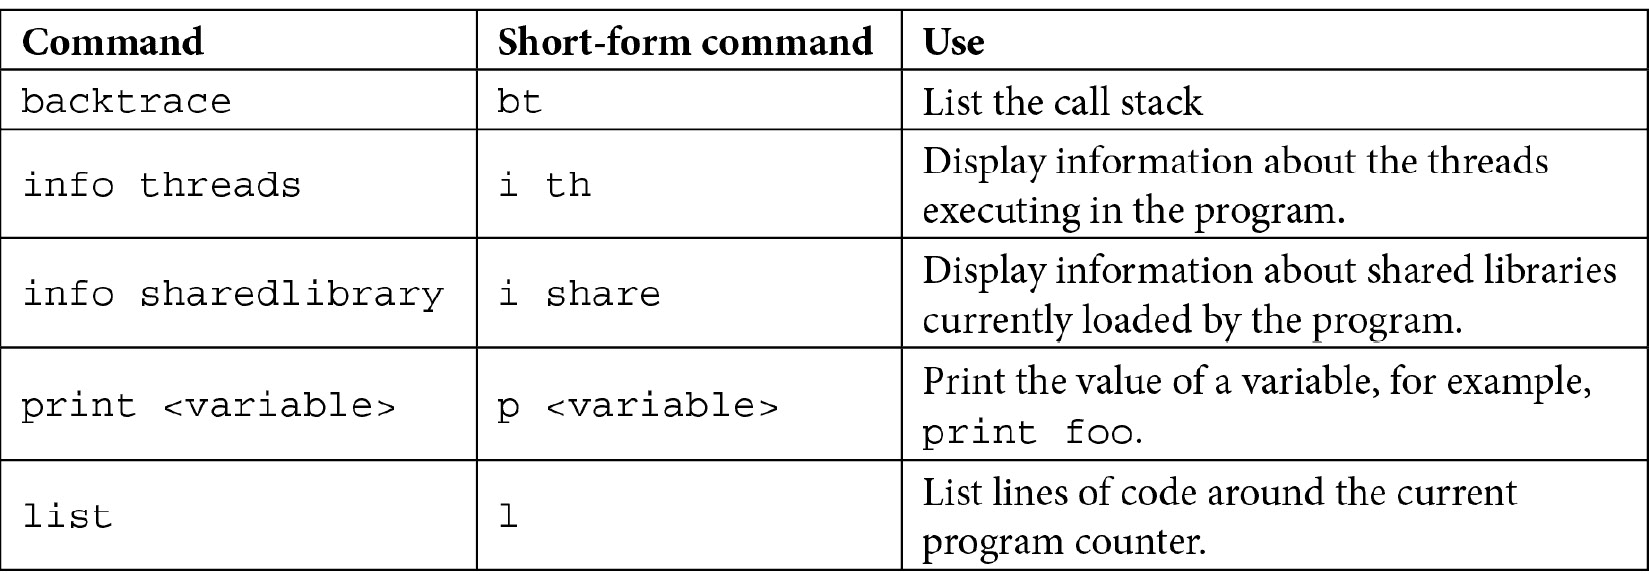 Command Short-form command Use
backtrace bt List the call stack
info threads i th Display information about the threads
executing in the program.
info sharedlibrary i share Display information about shared libraries
currently loaded by the program.
print <variable> p <variable> Print the value of a variable, for example,
print foo.
list l List lines of code around the current
program counter.